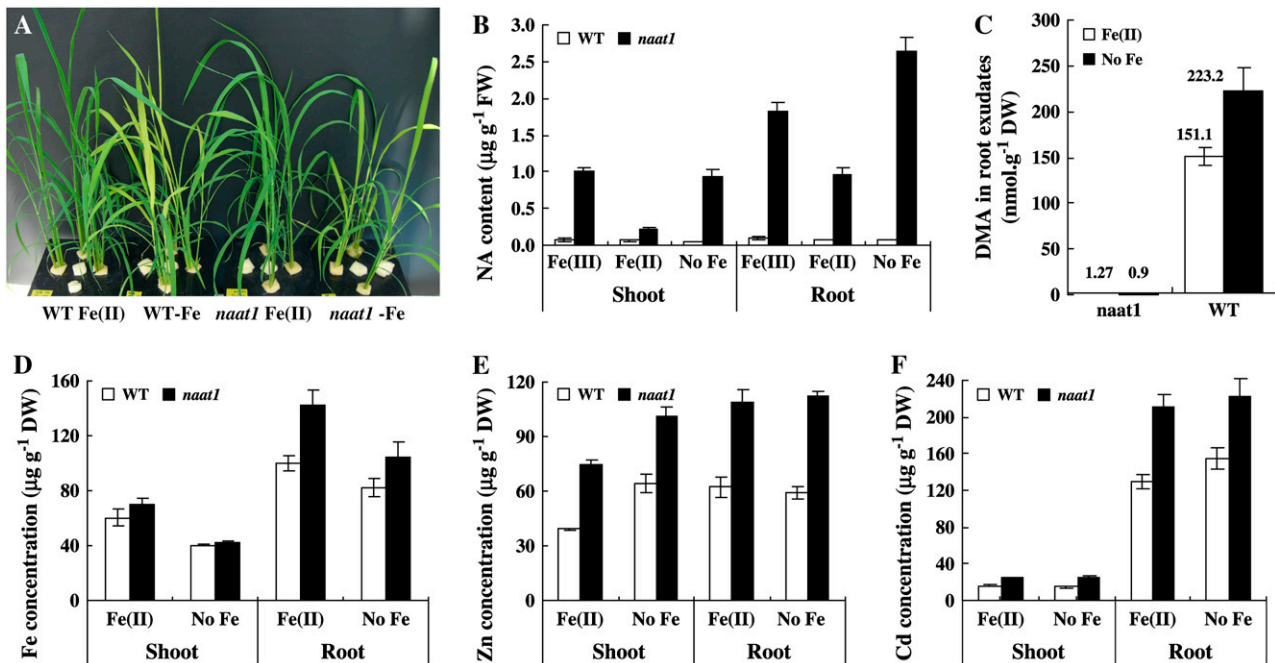 A
WT Fe(II) WT-Fe naat1 Fe(II) naat1 -Fe
B
WT naat1
NA content (µg g-1 FW)
3.0
2.5
2.0
1.5
1.0
0.5
0.0
Fe(III) Fe(II) No Fe Fe(III) Fe(II) No Fe
Shoot Root
C
Fe(II)
No Fe
DMA in root exudates
(nmol.g-1 DW)
300
250
200
150
100
50
0
1.27 0.9 151.1 223.2
naat1 WT
D
WT naat1
Fe concentration (µg g-1 DW)
160
120
80
40
0
Fe(II) No Fe Fe(II) No Fe
Shoot Root
E
WT naat1
Zn concentration (µg g-1 DW)
120
90
60
30
0
Fe(II) No Fe Fe(II) No Fe
Shoot Root
F
WT naat1
Cd concentration (µg g-1 DW)
240
200
160
120
80
40
0
Fe(II) No Fe Fe(II) No Fe
Shoot Root